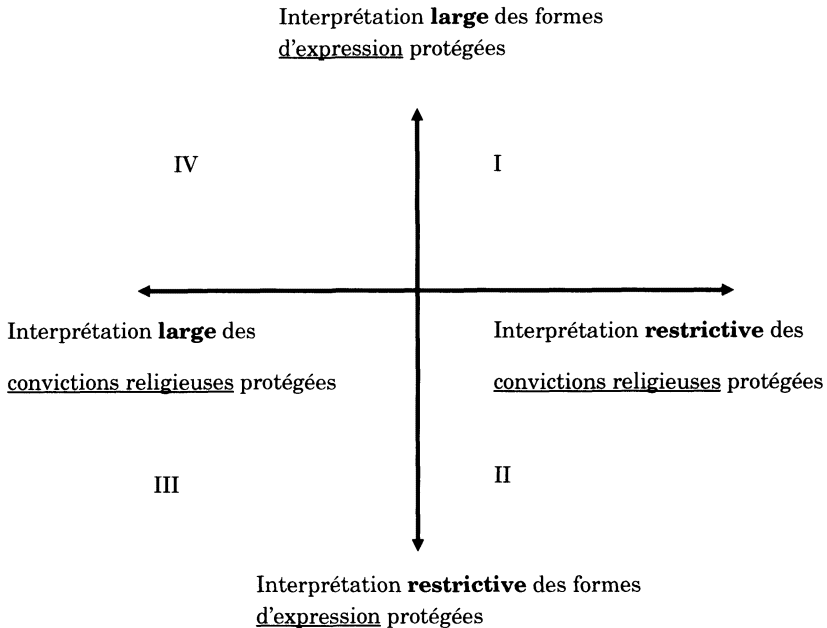 Interprétation large des formes
d'expression protégées
IV
I
Interprétation large des
convictions religieuses protégées
Interprétation restrictive des
convictions religieuses protégées
III
II
Interprétation restrictive des formes
d'expression protégées